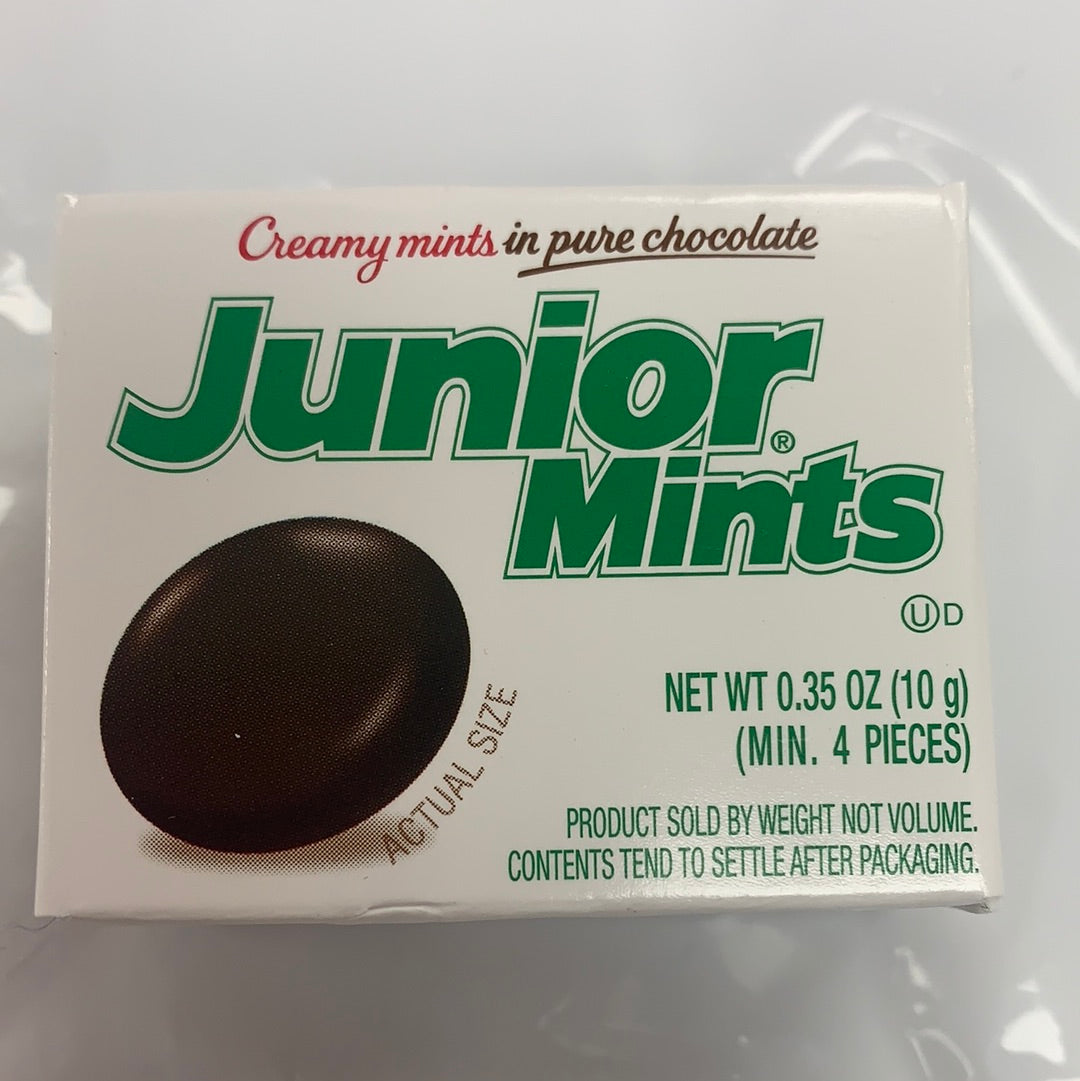 Creamy mints in pure chocolate
Junior®
Mints
ⓊD
NET WT 0.35 OZ (10 g)
(MIN. 4 PIECES)
ACTUAL SIZE
PRODUCT SOLD BY WEIGHT NOT VOLUME.
CONTENTS TEND TO SETTLE AFTER PACKAGING.